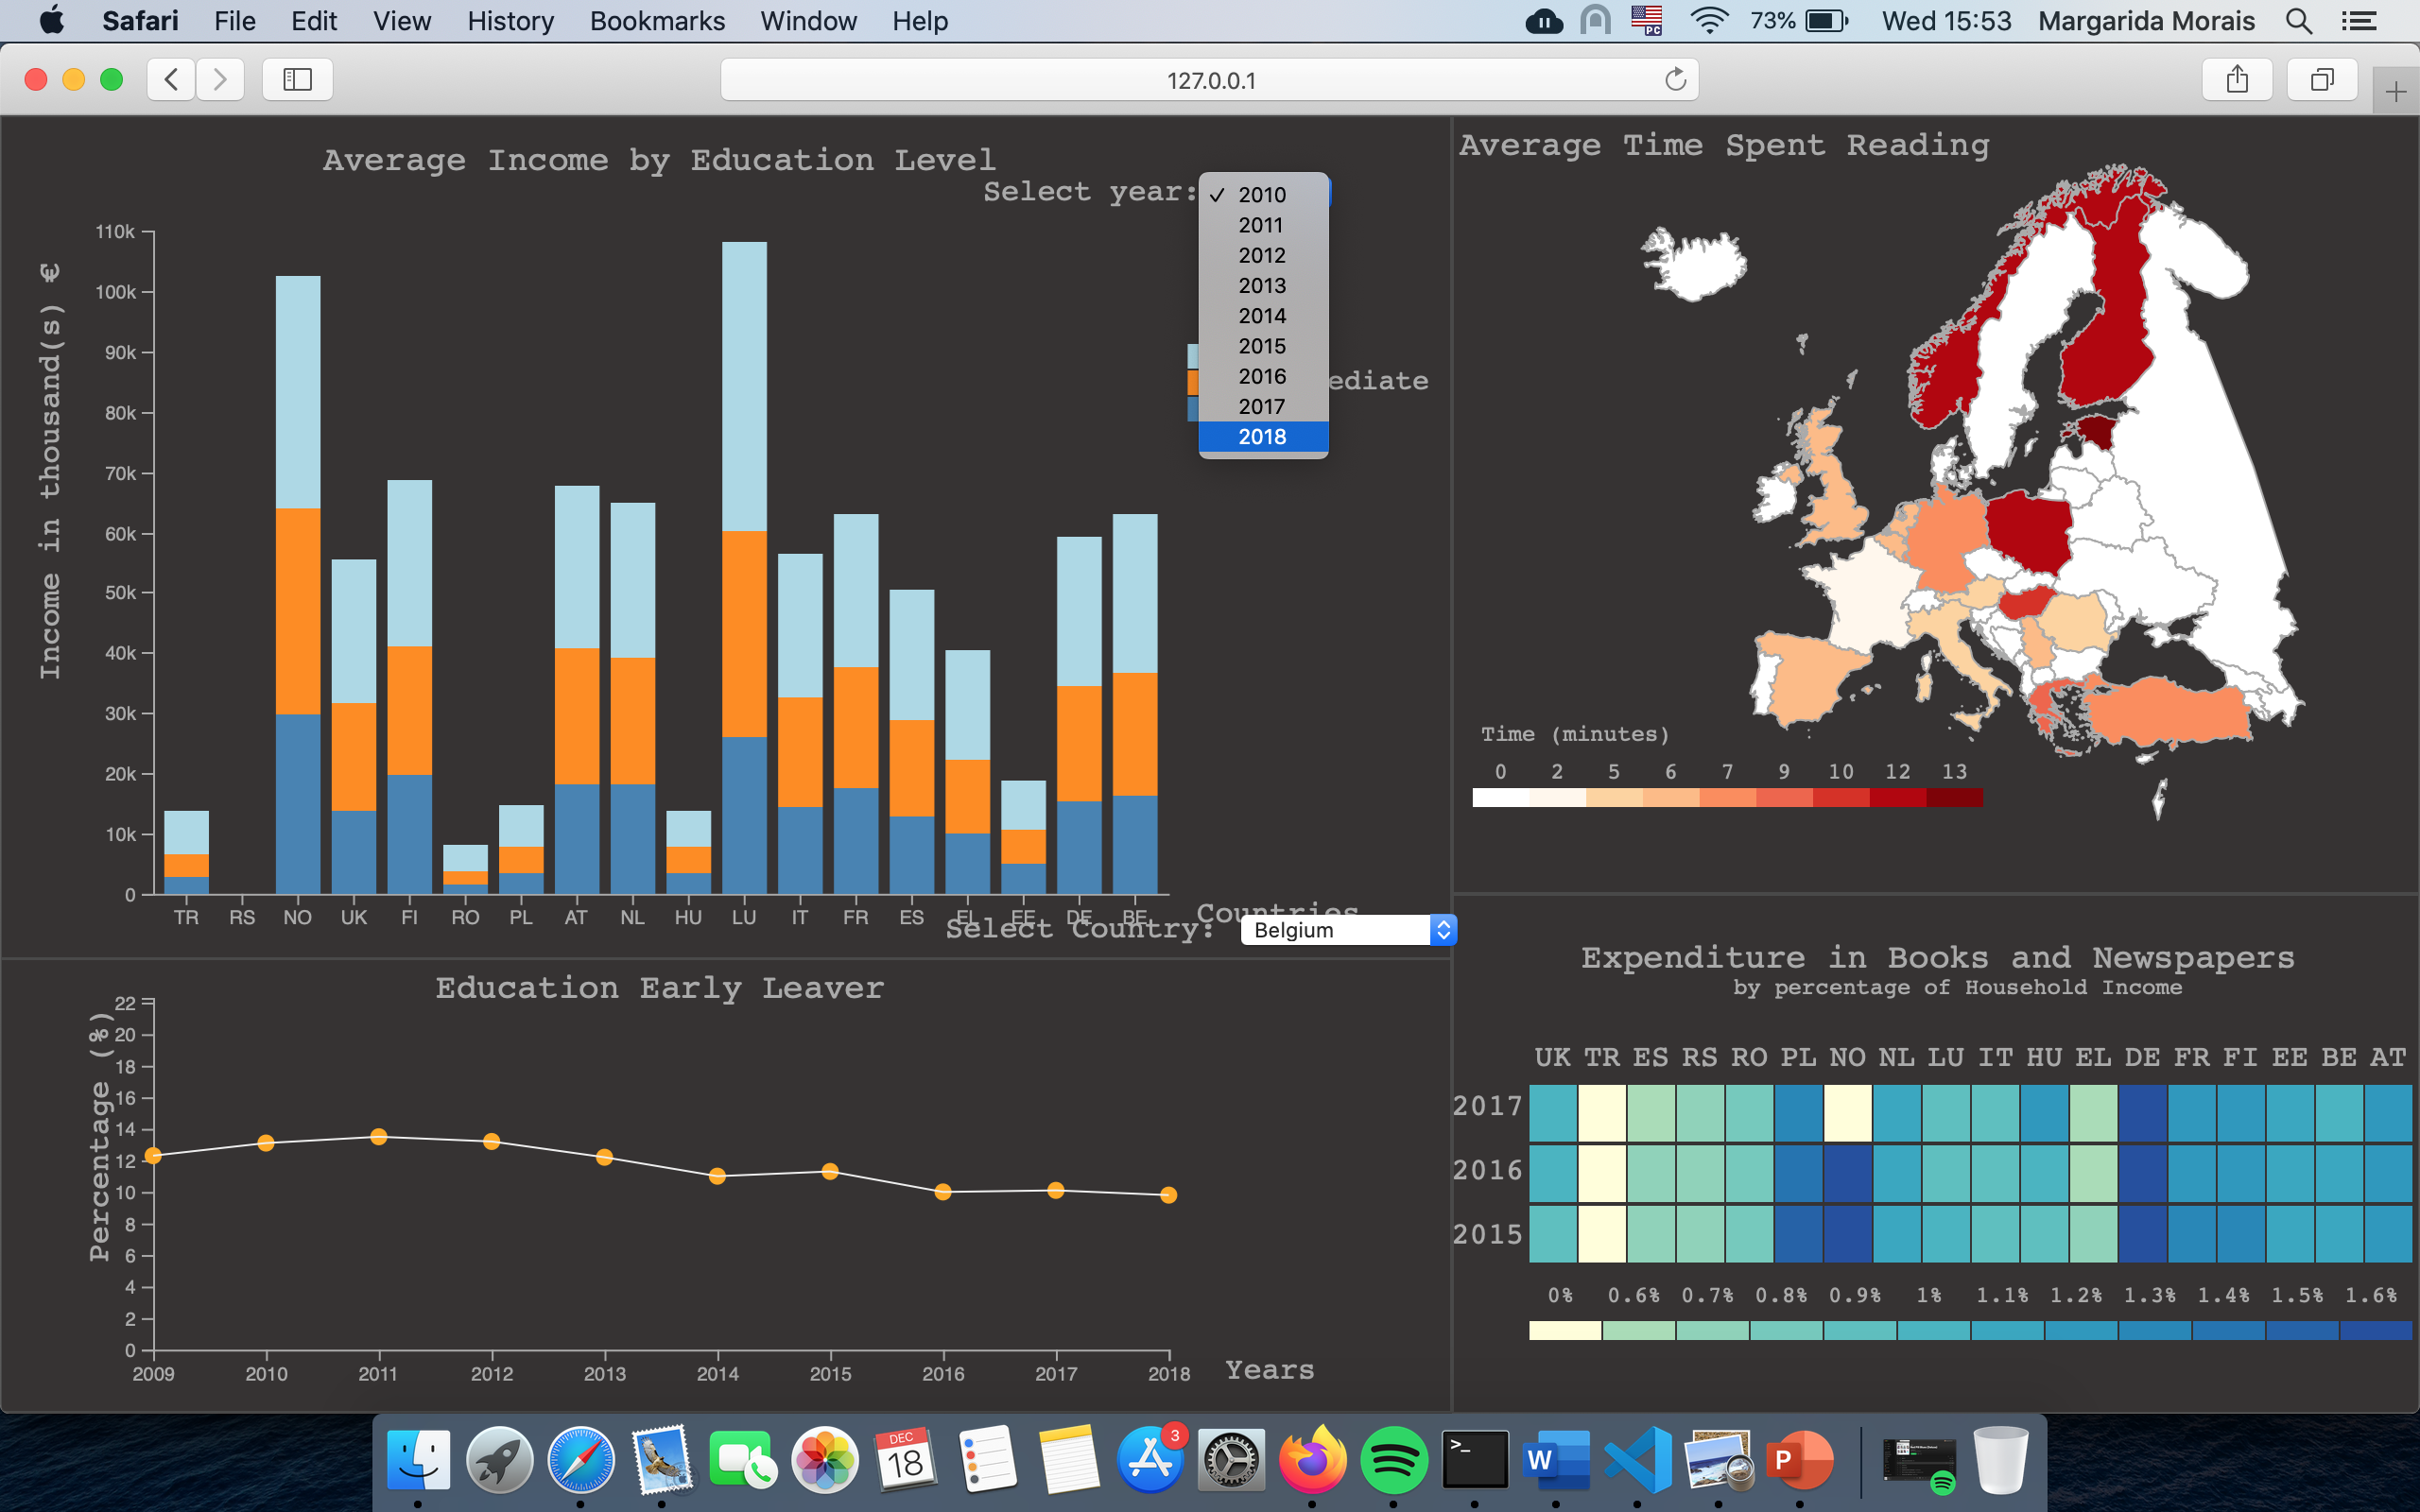 Safari File Edit View History Bookmarks Window Help PC 73% Wed 15:53 Margarida Morais
127.0.0.1
Average Income by Education Level
Select year:
✓ 2010
2011
2012
2013
2014
2015
2016
2017
2018
ediate
Income in thousand(s) €
110k
100k
90k
80k
70k
60k
50k
40k
30k
20k
10k
0
TR RS NO UK FI RO PL AT NL HU LU IT FR ES EL EE DE BE
Countries
Select Country: Belgium
Education Early Leaver
Percentage (%)
22
20
18
16
14
12
10
8
6
4
2
0
2009 2010 2011 2012 2013 2014 2015 2016 2017 2018
Years
Average Time Spent Reading
Time (minutes)
0 2 5 6 7 9 10 12 13
Expenditure in Books and Newspapers
by percentage of Household Income
UK TR ES RS RO PL NO NL LU IT HU EL DE FR FI EE BE AT
2017
2016
2015
0% 0.6% 0.7% 0.8% 0.9% 1% 1.1% 1.2% 1.3% 1.4% 1.5% 1.6%
DEC
18
3
>_
W
P